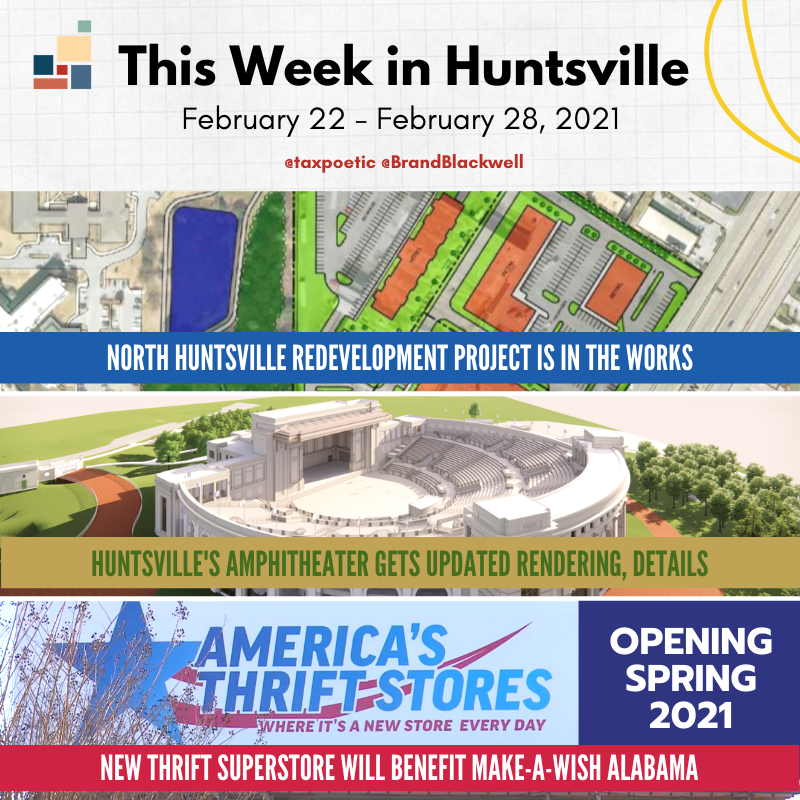 This Week in Huntsville
February 22 - February 28, 2021
@taxpoetic @BrandBlackwell
NORTH HUNTSVILLE REDEVELOPMENT PROJECT IS IN THE WORKS
HUNTSVILLE'S AMPHITHEATER GETS UPDATED RENDERING, DETAILS
AMERICA'S
THRIFT STORES
WHERE IT'S A NEW STORE EVERY DAY
OPENING
SPRING
2021
NEW THRIFT SUPERSTORE WILL BENEFIT MAKE-A-WISH ALABAMA